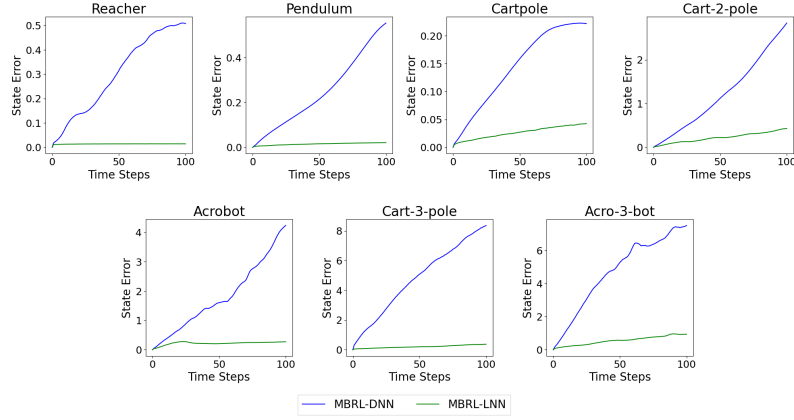 Reacher
Pendulum
Cartpole
Cart-2-pole
State Error
0.5
0.4
0.3
0.2
0.1
0.0
0
50
100
Time Steps
State Error
0.4
0.2
0.0
0
50
100
Time Steps
State Error
0.20
0.15
0.10
0.05
0.00
0
50
100
Time Steps
State Error
2
1
0
0
50
100
Time Steps
Acrobot
Cart-3-pole
Acro-3-bot
State Error
4
3
2
1
0
0
50
100
Time Steps
State Error
8
6
4
2
0
0
50
100
Time Steps
State Error
6
4
2
0
0
50
100
Time Steps
MBRL-DNN
MBRL-LNN